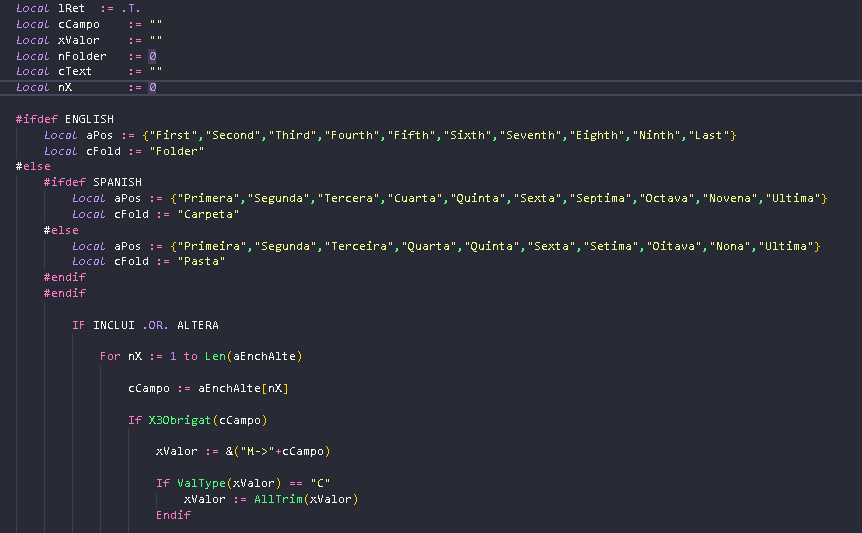 Local lRet := .T.
Local cCampo := ""
Local xValor := ""
Local nFolder := 0
Local cText := ""
Local nX := 0
#ifdef ENGLISH
Local aPos := {"First","Second","Third","Fourth","Fifth","Sixth","Seventh","Eighth","Ninth","Last"}
Local cFold := "Folder"
#else
#ifdef SPANISH
Local aPos := {"Primera","Segunda","Tercera","Cuarta","Quinta","Sexta","Septima","Octava","Novena","Ultima"}
Local cFold := "Carpeta"
#else
Local aPos := {"Primeira","Segunda","Terceira","Quarta","Quinta","Sexta","Setima","Oitava","Nona","Ultima"}
Local cFold := "Pasta"
#endif
#endif
IF INCLUI .OR. ALTERA
For nX := 1 to Len(aEnchAlte)
cCampo := aEnchAlte[nX]
If X3Obrigat(cCampo)
xValor := &("M->"+cCampo)
If ValType(xValor) == "C"
xValor := AllTrim(xValor)
Endif